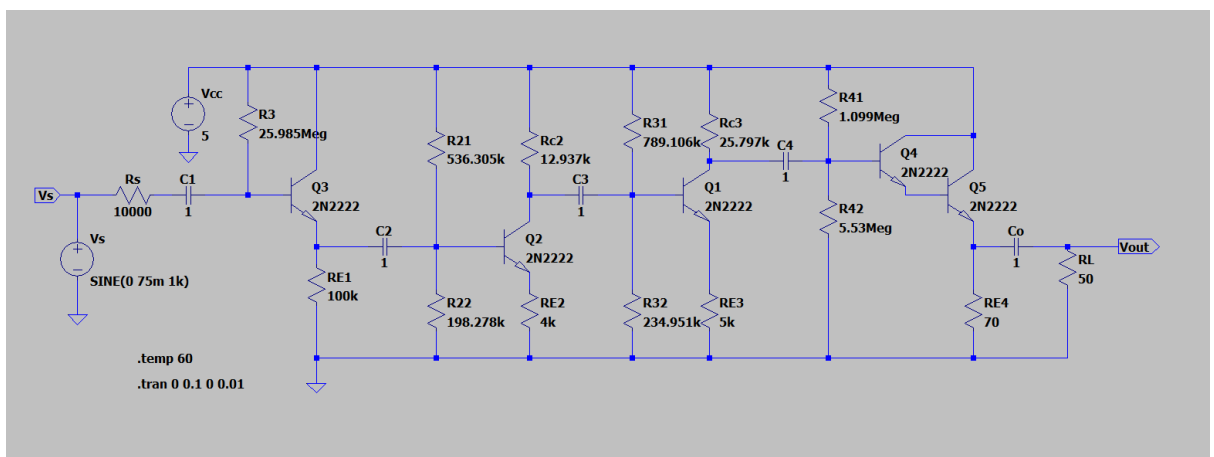 Vcc
5
R3
25.985Meg
Vs
Rs
10000
C1
1
Q3
2N2222
Vs
SINE(0 75m 1k)
RE1
100k
C2
1
R21
536.305k
R22
198.278k
Rc2
12.937k
Q2
2N2222
RE2
4k
C3
1
R31
789.106k
R32
234.951k
Rc3
25.797k
Q1
2N2222
RE3
5k
C4
1
R41
1.099Meg
R42
5.53Meg
Q4
2N2222
Q5
2N2222
Co
1
Vout
RL
50
RE4
70
.temp 60
.tran 0 0.1 0 0.01